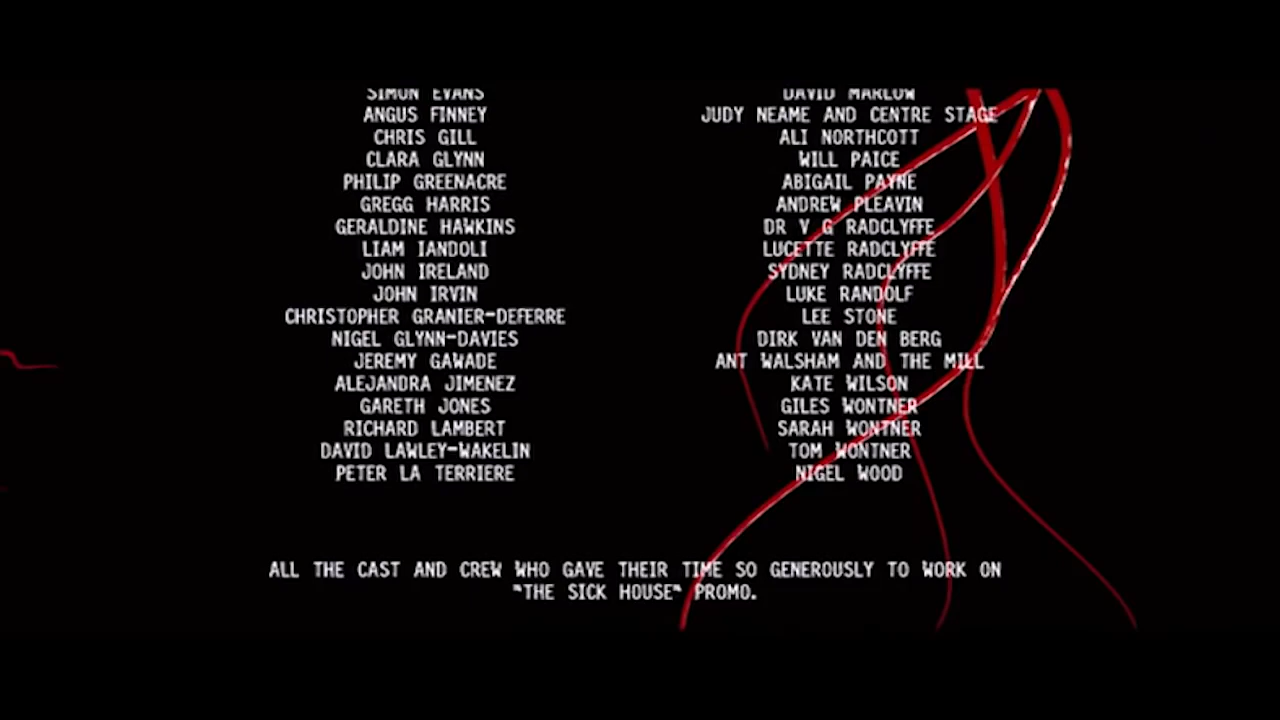 SIMON EVANS
ANGUS FINNEY
CHRIS GILL
CLARA GLYNN
PHILIP GREENACRE
GREGG HARRIS
GERALDINE HAWKINS
LIAM IANDOLI
JOHN IRELAND
JOHN IRVIN
CHRISTOPHER GRANIER-DEFERRE
NIGEL GLYNN-DAVIES
JEREMY GAWADE
ALEJANDRA JIMENEZ
GARETH JONES
RICHARD LAMBERT
DAVID LAWLEY-WAKELIN
PETER LA TERRIERE
DAVID MARLOW
JUDY NEAME AND CENTRE STAGE
ALI NORTHCOTT
WILL PAICE
ABIGAIL PAYNE
ANDREW PLEAVIN
DR V G RADCLYFFE
LUCETTE RADCLYFFE
SYDNEY RADCLYFFE
LUKE RANDOLF
LEE STONE
DIRK VAN DEN BERG
ANT WALSHAM AND THE MILL
KATE WILSON
GILES WONTNER
SARAH WONTNER
TOM WONTNER
NIGEL WOOD
ALL THE CAST AND CREW WHO GAVE THEIR TIME SO GENEROUSLY TO WORK ON
"THE SICK HOUSE" PROMO.